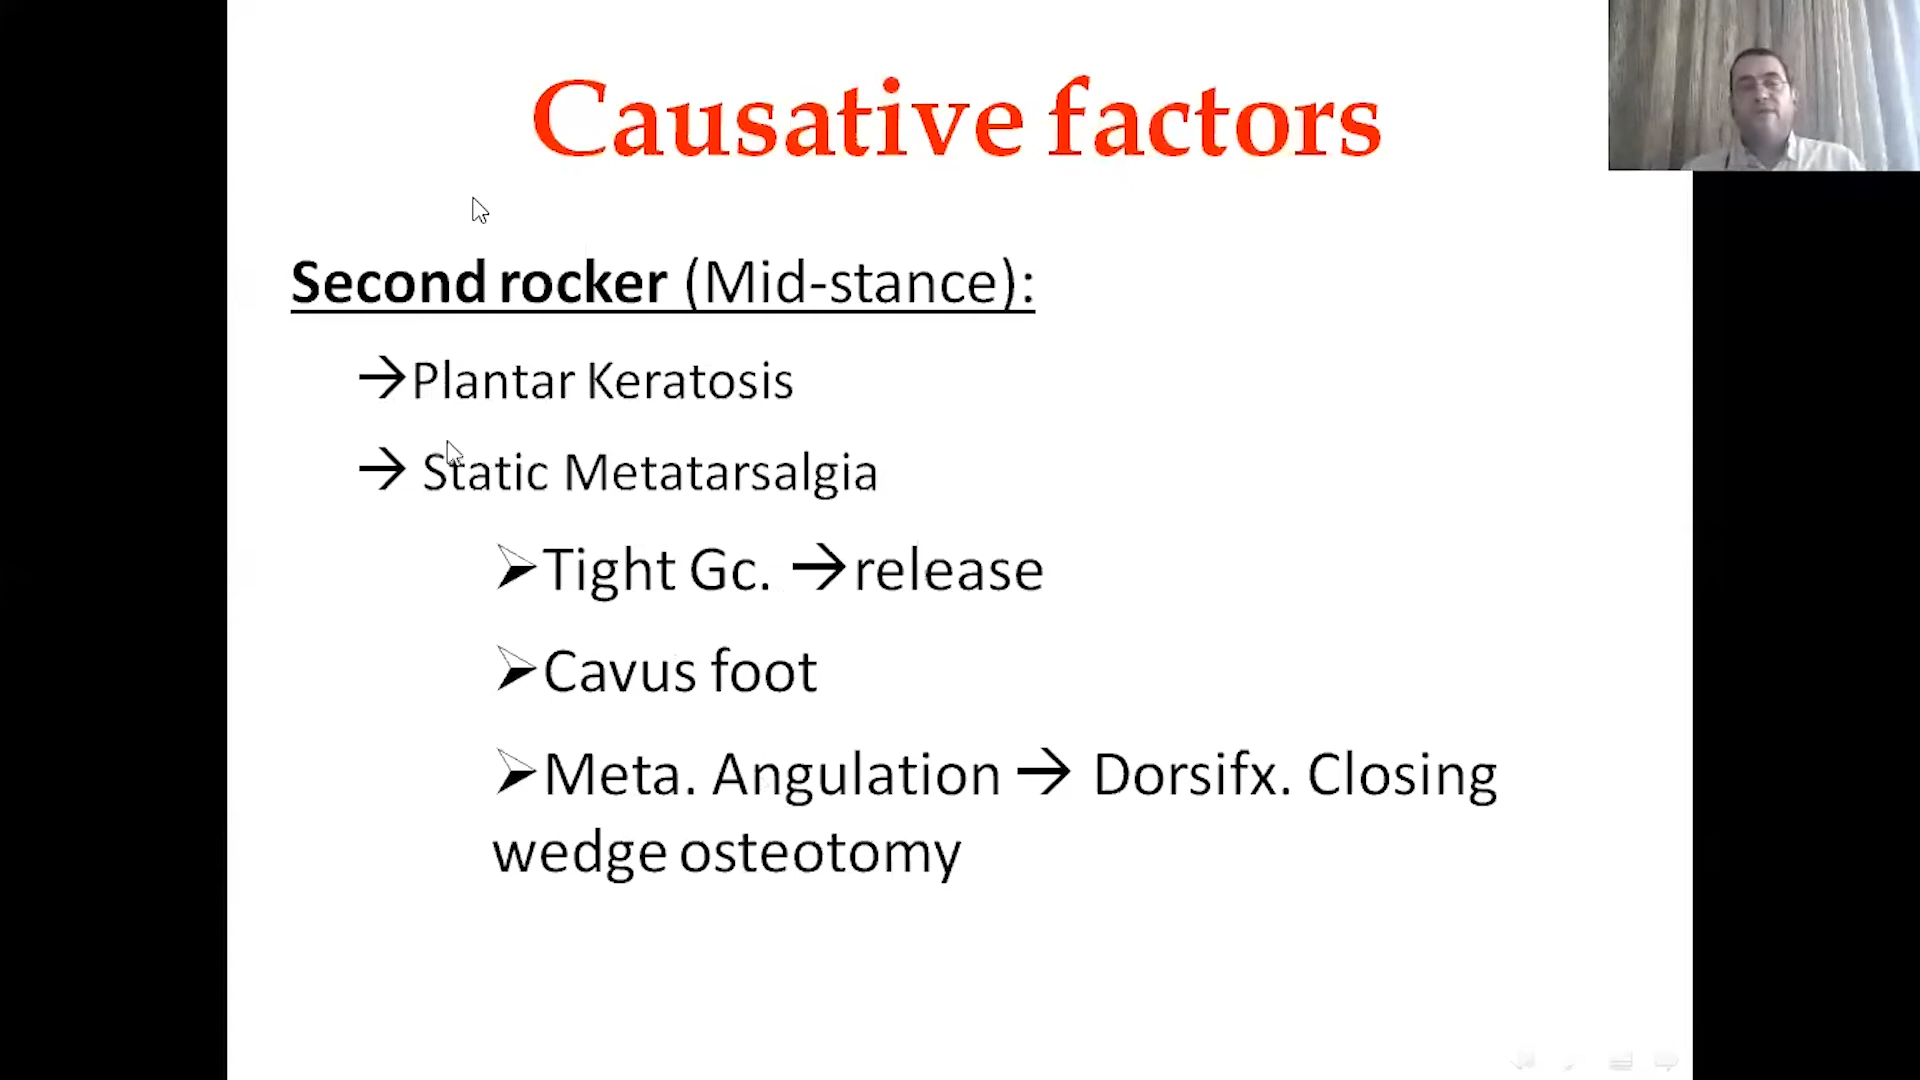 Causative factors
Second rocker (Mid-stance):
→Plantar Keratosis
→ Static Metatarsalgia
➢Tight Gc. →release
➢Cavus foot
➢Meta. Angulation → Dorsifx. Closing
wedge osteotomy